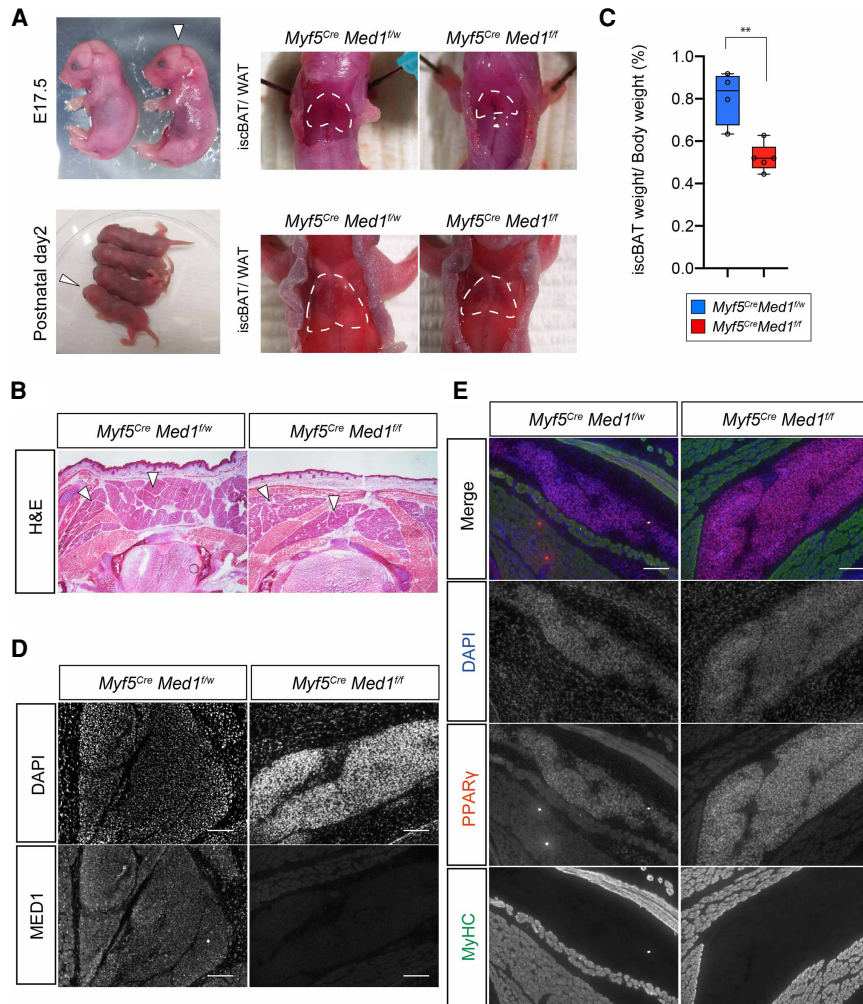 A
E17.5
iscBAT/ WAT
Myf5Cre Med1f/w
Myf5Cre Med1f/f
Postnatal day2
iscBAT/ WAT
Myf5Cre Med1f/w
Myf5Cre Med1f/f
C
**
iscBAT weight/ Body weight (%)
1.0
0.8
0.6
0.4
0.2
0.0
Myf5CreMed1f/w
Myf5CreMed1f/f
B
Myf5Cre Med1f/w
Myf5Cre Med1f/f
H&E
D
Myf5Cre Med1f/w
Myf5Cre Med1f/f
DAPI
MED1
E
Myf5Cre Med1f/w
Myf5Cre Med1f/f
Merge
DAPI
PPARγ
MyHC